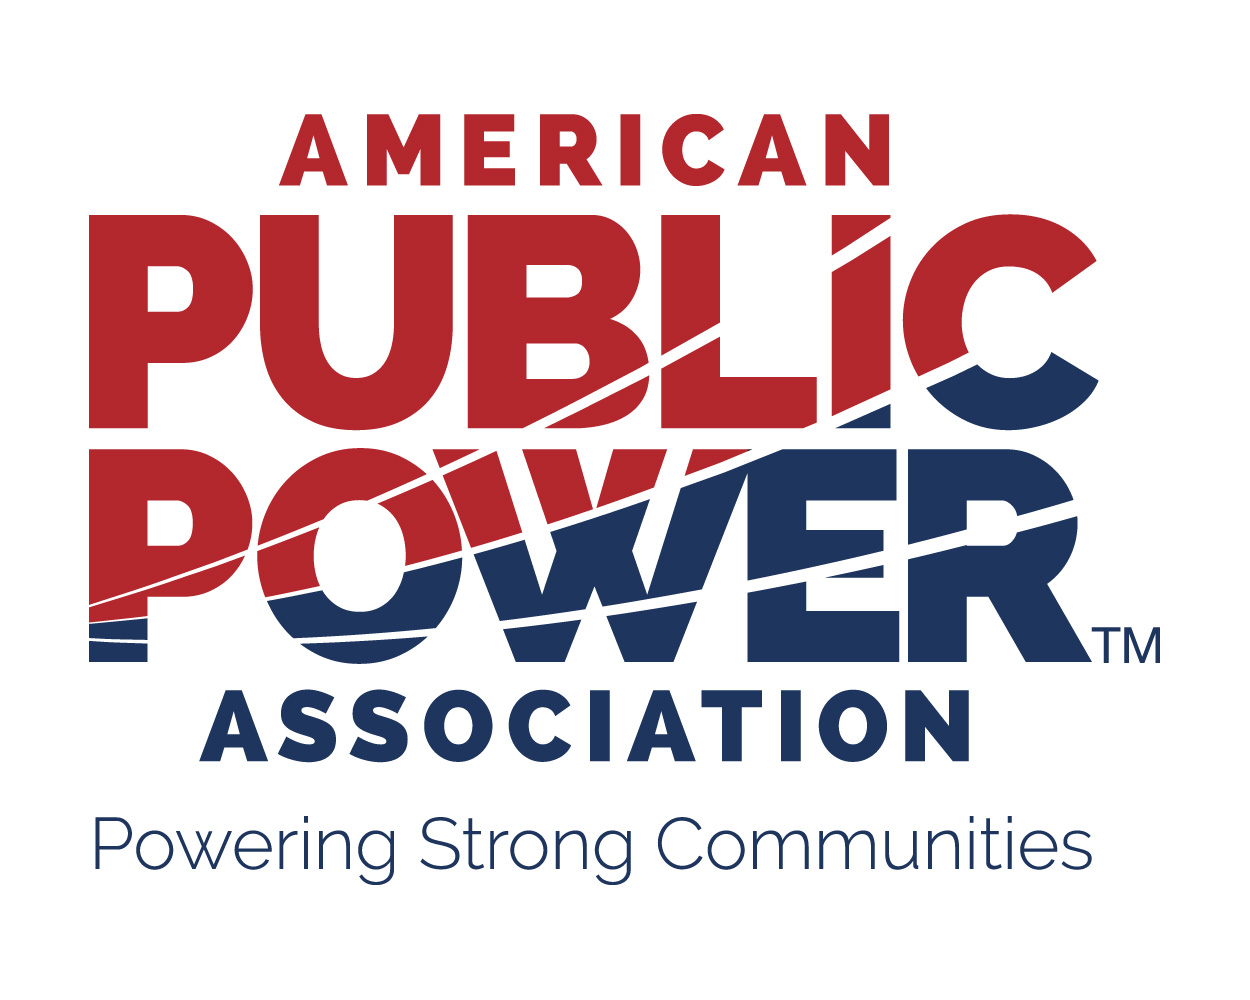 AMERICAN
PUBLIC
POWER™
ASSOCIATION
Powering Strong Communities